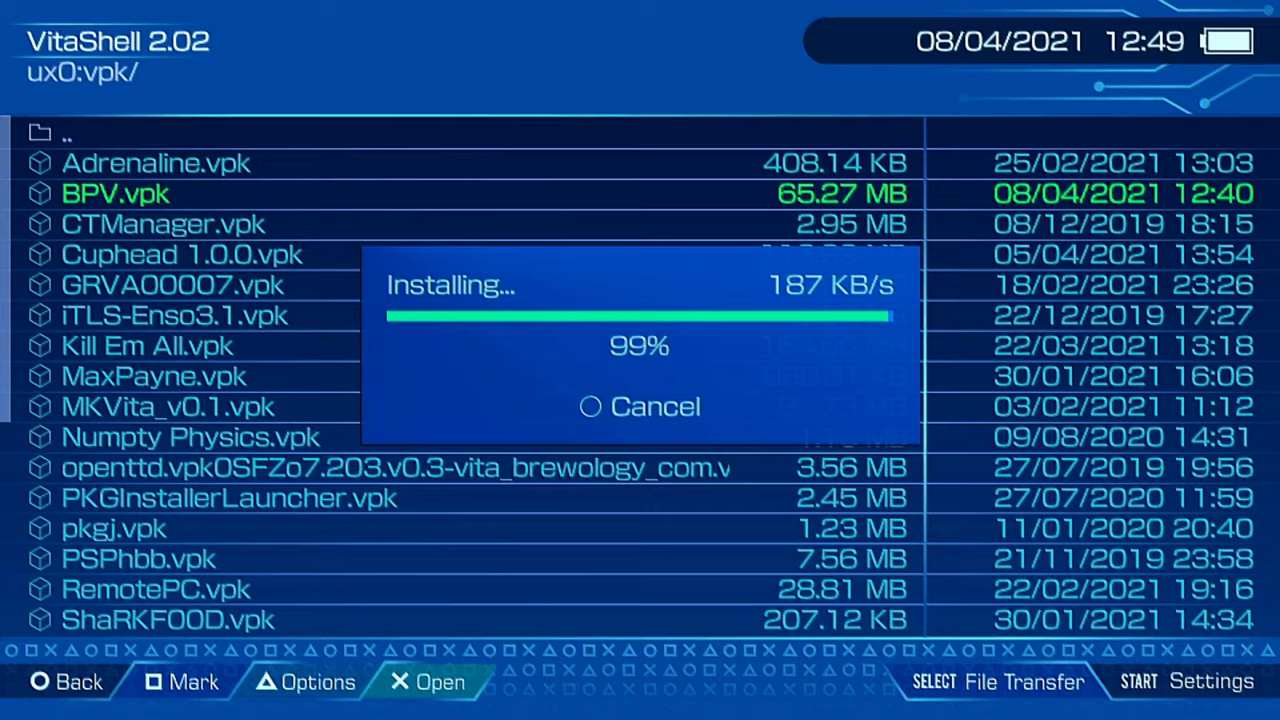 VitaShell 2.02
08/04/2021 12:49
ux0:vpk/
..
Adrenaline.vpk 408.14 KB 25/02/2021 13:03
BPV.vpk 65.27 MB 08/04/2021 12:40
CTManager.vpk 2.95 MB 08/12/2019 18:15
Cuphead 1.0.0.vpk 05/04/2021 13:54
GRVA00007.vpk 18/02/2021 23:26
iTLS-Enso3.1.vpk 22/12/2019 17:27
Kill Em All.vpk 22/03/2021 13:18
MaxPayne.vpk 30/01/2021 16:06
MKVita_v0.1.vpk 03/02/2021 11:12
Numpty Physics.vpk 09/08/2020 14:31
openttd.vpk0SFZo7.203.v0.3-vita_brewology_com.v 3.56 MB 27/07/2019 19:56
PKGInstallerLauncher.vpk 2.45 MB 27/07/2020 11:59
pkgj.vpk 1.23 MB 11/01/2020 20:40
PSPhbb.vpk 7.56 MB 21/11/2019 23:58
RemotePC.vpk 28.81 MB 22/02/2021 19:16
ShaRKF00D.vpk 207.12 KB 30/01/2021 14:34
Installing... 187 KB/s
99%
Cancel
Back Mark Options Open SELECT File Transfer START Settings